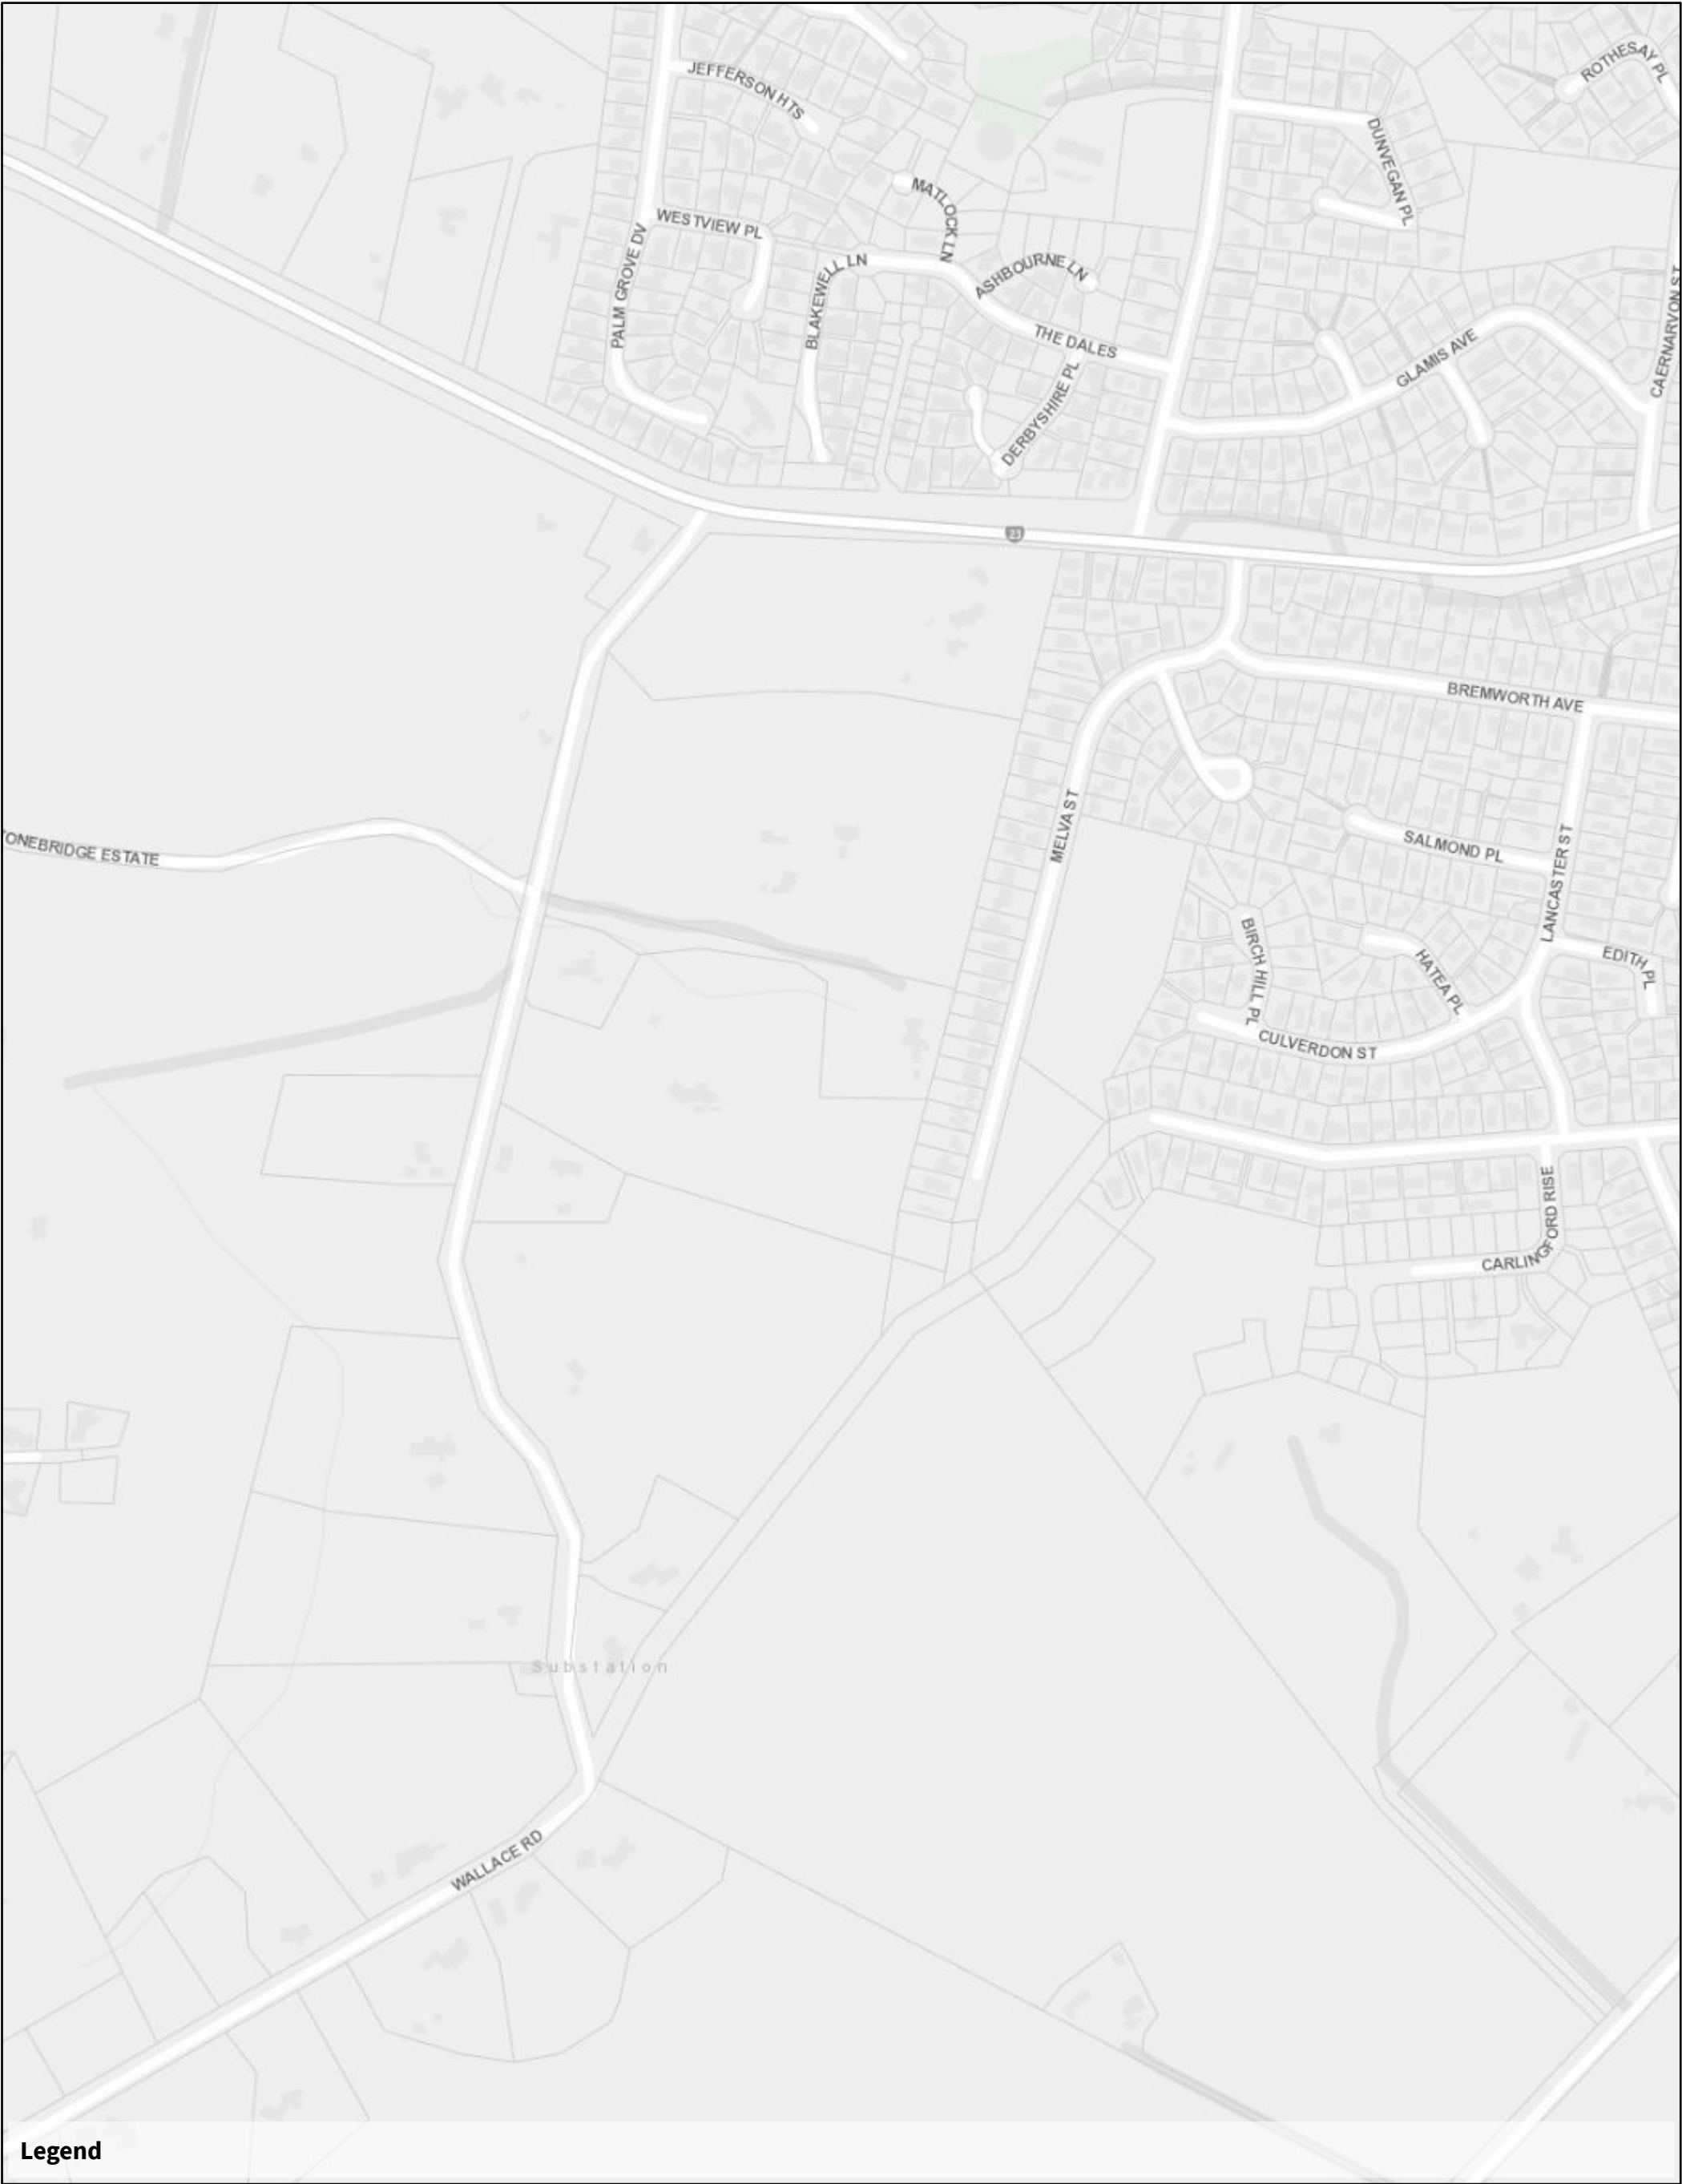 ROTHESAY PL
JEFFERSON HTS
DUNVEGAN PL
MATLOCK LN
WESTVIEW PL
PALM GROVE DV
BLAKEWELL LN
ASHBOURNE LN
THE DALES
GLAMIS AVE
CAERNARVON ST
DERBYSHIRE PL
23
BREMWORTH AVE
MELVA ST
SALMOND PL
LANCASTER ST
TONEBRIDGE ESTATE
BIRCH HILL PL
HATEA PL
EDITH PL
CULVERDON ST
CARLINGFORD RISE
Substation
WALLACE RD
Legend